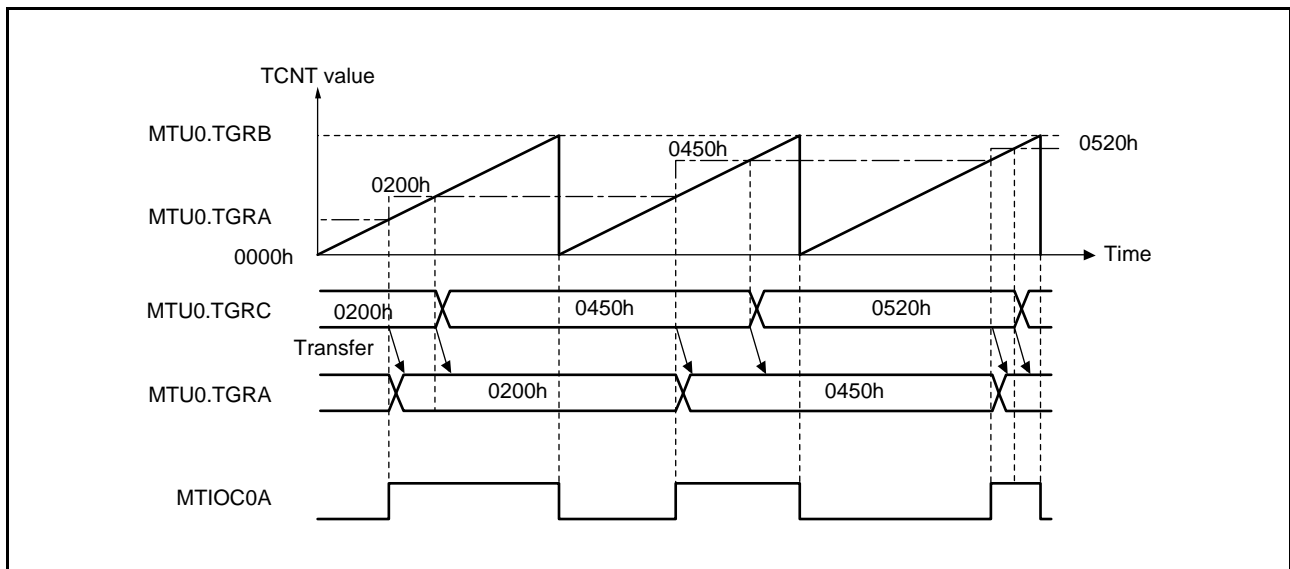 TCNT value
MTU0.TGRB
0520h
0450h
0200h
MTU0.TGRA
0000h
Time
MTU0.TGRC
0200h
0450h
0520h
Transfer
MTU0.TGRA
0200h
0450h
MTIOC0A